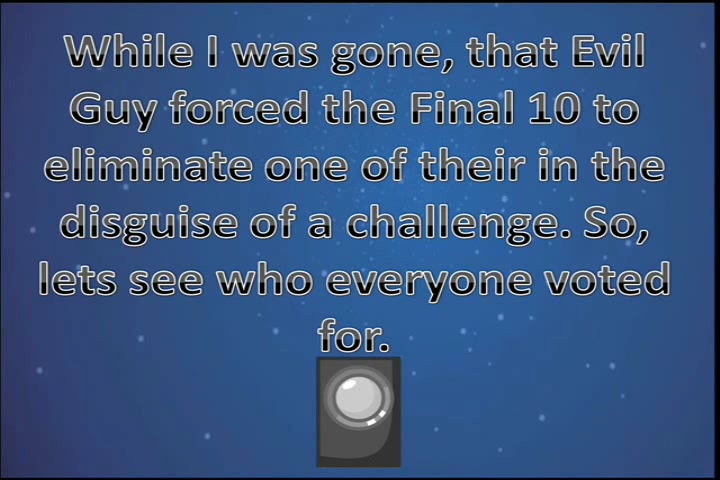 While I was gone, that Evil
Guy forced the Final 10 to
eliminate one of their in the
disguise of a challenge. So,
lets see who everyone voted
for.